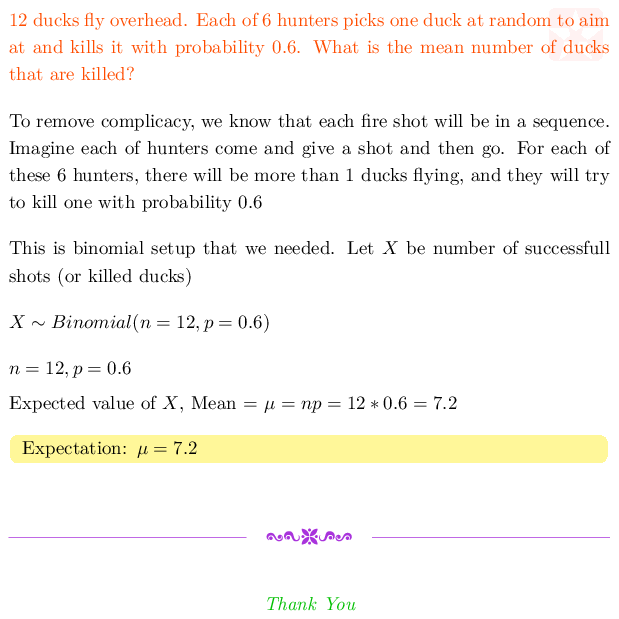 12 ducks fly overhead. Each of 6 hunters picks one duck at random to aim
at and kills it with probability 0.6. What is the mean number of ducks
that are killed?
To remove complicacy, we know that each fire shot will be in a sequence.
Imagine each of hunters come and give a shot and then go. For each of
these 6 hunters, there will be more than 1 ducks flying, and they will try
to kill one with probability 0.6
This is binomial setup that we needed. Let X be number of successfull
shots (or killed ducks)
X ∼ Binomial(n = 12, p = 0.6)
n = 12, p = 0.6
Expected value of X, Mean = μ = np = 12 ∗ 0.6 = 7.2
Expectation: μ = 7.2
Thank You